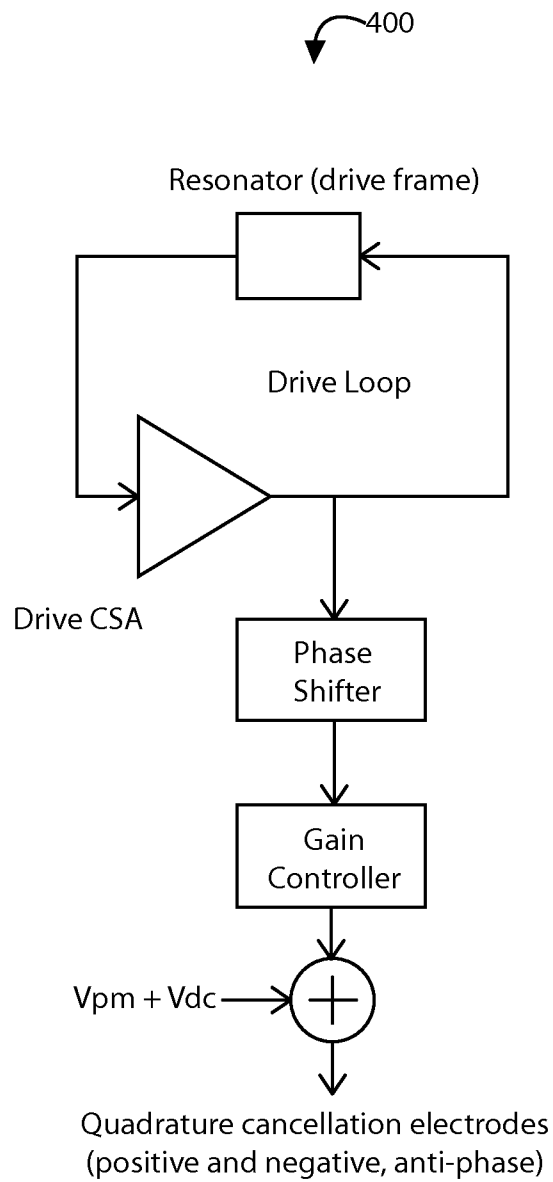 400
Resonator (drive frame)
Drive Loop
Drive CSA
Phase
Shifter
Gain
Controller
Vpm + Vdc
Quadrature cancellation electrodes
(positive and negative, anti-phase)